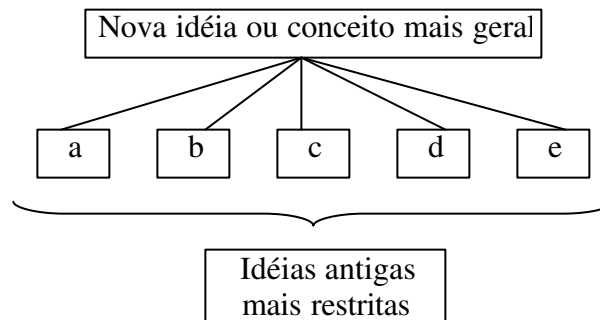 Nova idéia ou conceito mais geral
a b c d e
Idéias antigas
mais restritas